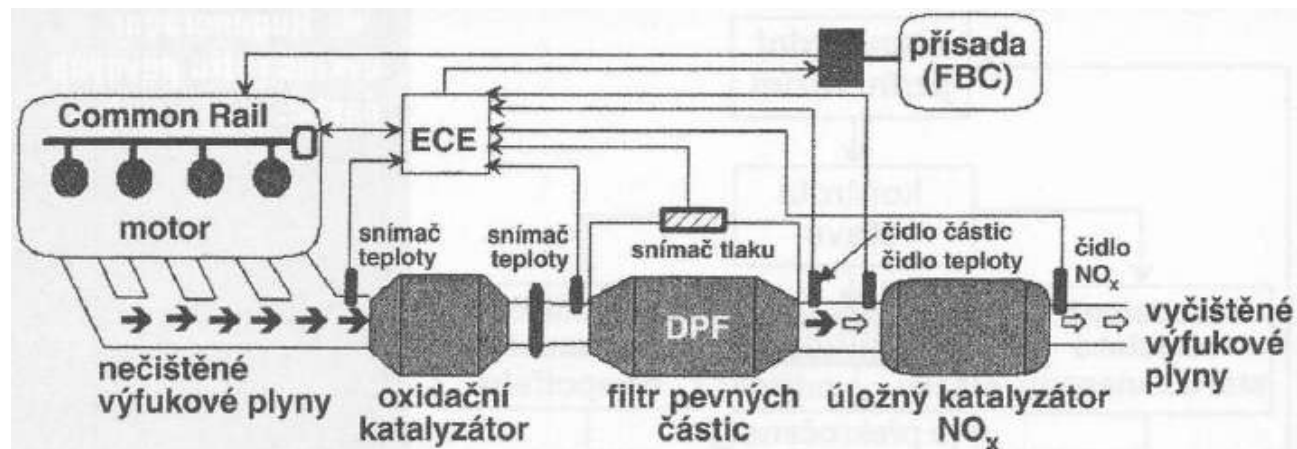 přísada
(FBC)
Common Rail
ECE
motor
snímač
teploty
snímač
teploty
snímač tlaku
čidlo částic
čidlo teploty
čidlo
NOx
DPF
nečištěné
výfukové plyny
oxidační
katalyzátor
filtr pevných
částic
úložný katalyzátor
NOx
vyčištěné
výfukové
plyny